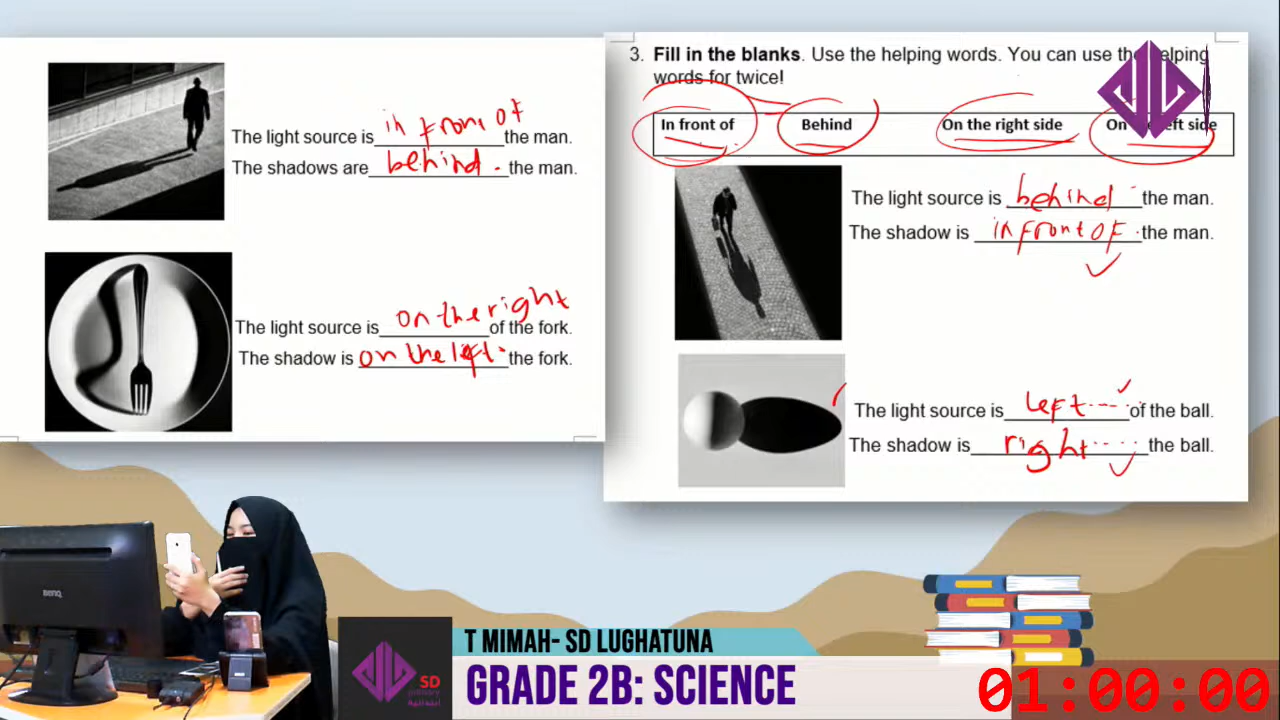 The light source is in front of the man.
The shadows are behind. the man.
The light source is on the right of the fork.
The shadow is on the left. the fork.
3. Fill in the blanks. Use the helping words. You can use the helping
words for twice!
In front of Behind On the right side On left side
The light source is behind the man.
The shadow is in front of. the man.
The light source is left.... of the ball.
The shadow is right.... the ball.
BENQ
SD
T MIMAH- SD LUGHATUNA
GRADE 2B: SCIENCE
01:00:00